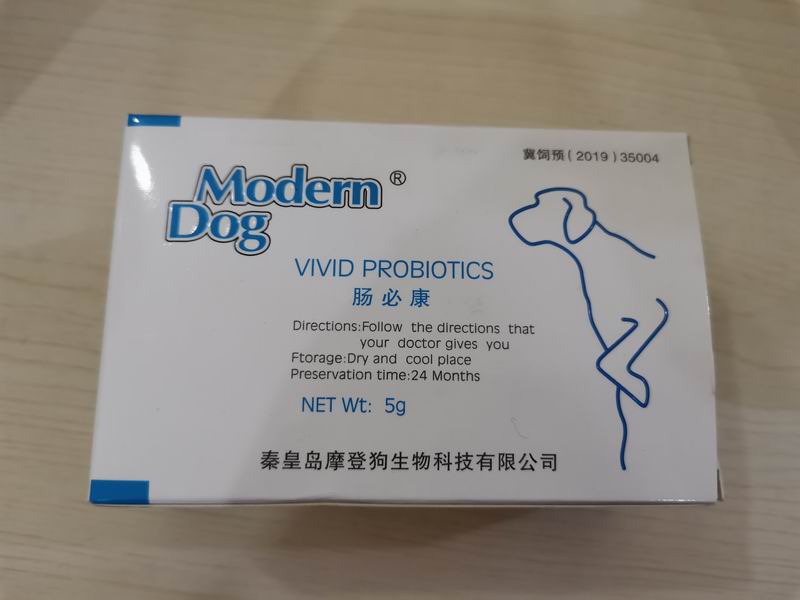 冀饲预(2019)35004
Modern ®
Dog
VIVID PROBIOTICS
肠必康
Directions:Follow the directions that
your doctor gives you
Ftorage:Dry and cool place
Preservation time:24 Months
NET Wt: 5g
秦皇岛摩登狗生物科技有限公司